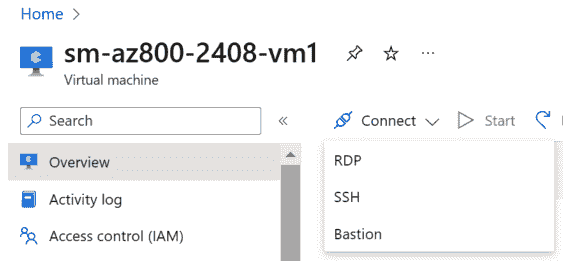 Home >
sm-az800-2408-vm1 ...
Virtual machine
Search «
Connect Start
Overview
RDP
Activity log
SSH
Access control (IAM)
Bastion